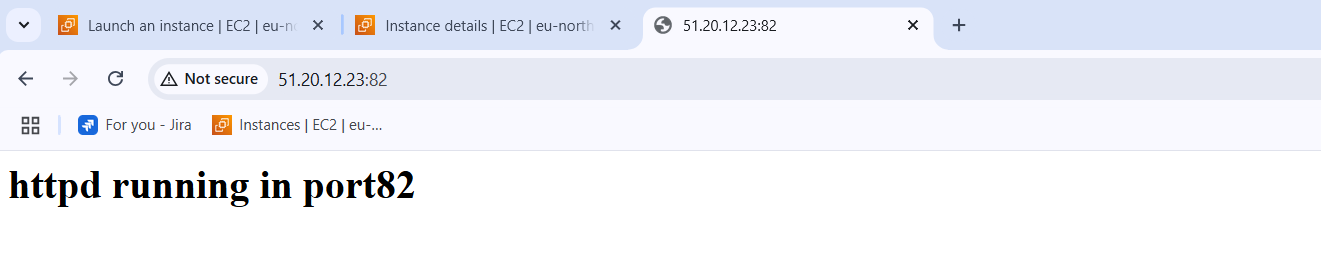 Launch an instance | EC2 | eu-no
Instance details | EC2 | eu-north
51.20.12.23:82
Not secure
51.20.12.23:82
For you - Jira
Instances | EC2 | eu-...
httpd running in port82